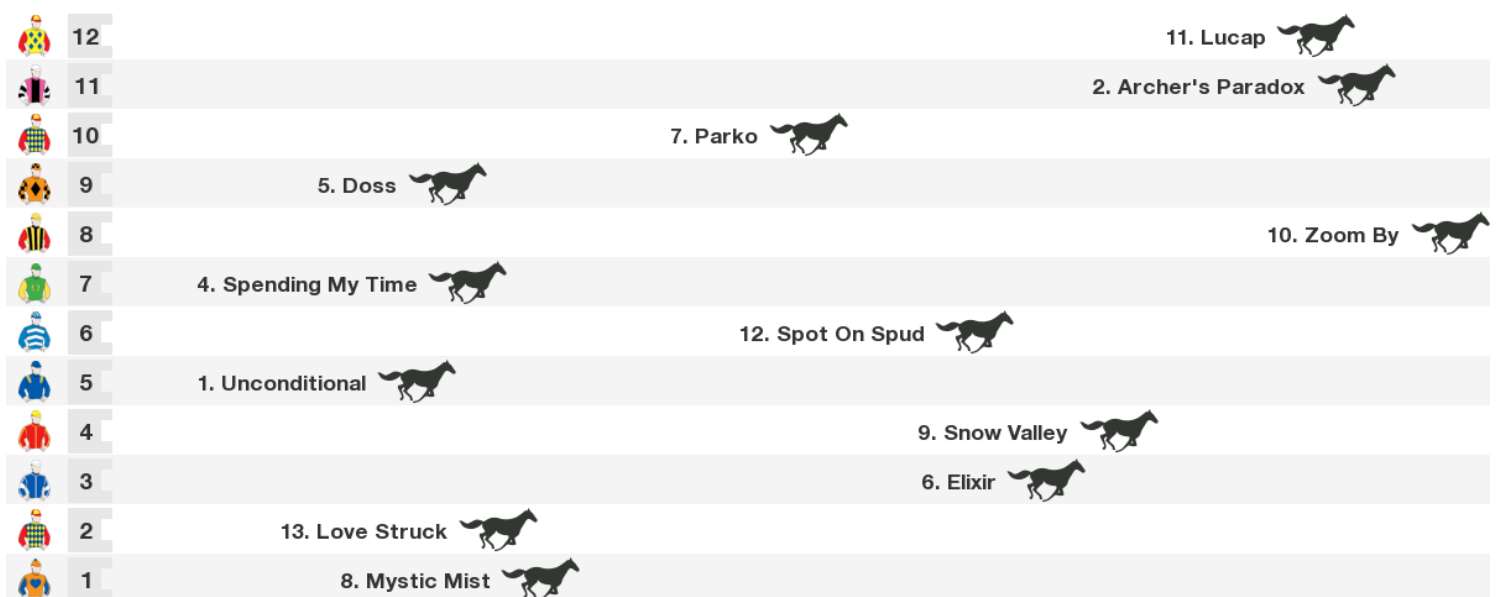 12 11. Lucap
11 2. Archer's Paradox
10 7. Parko
9 5. Doss
8 10. Zoom By
7 4. Spending My Time
6 12. Spot On Spud
5 1. Unconditional
4 9. Snow Valley
3 6. Elixir
2 13. Love Struck
1 8. Mystic Mist